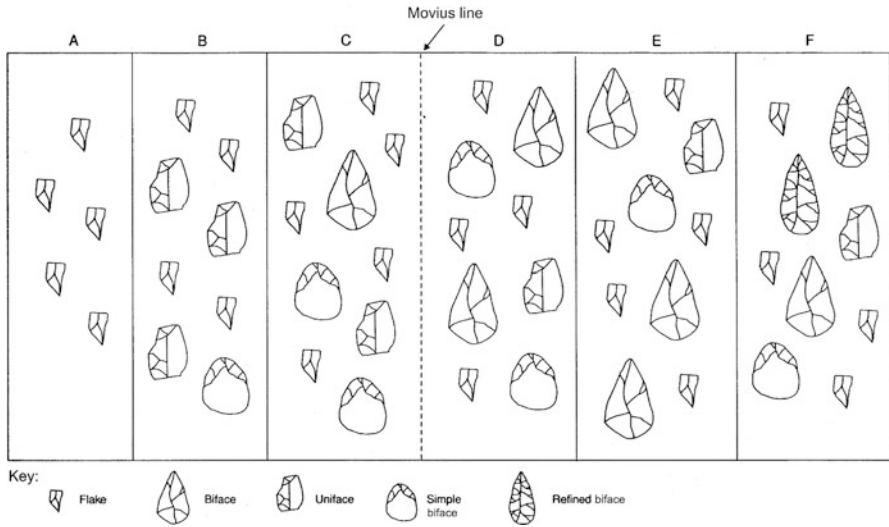 Movius line
A B C D E F
Key:
Flake Biface Uniface Simple biface Refined biface